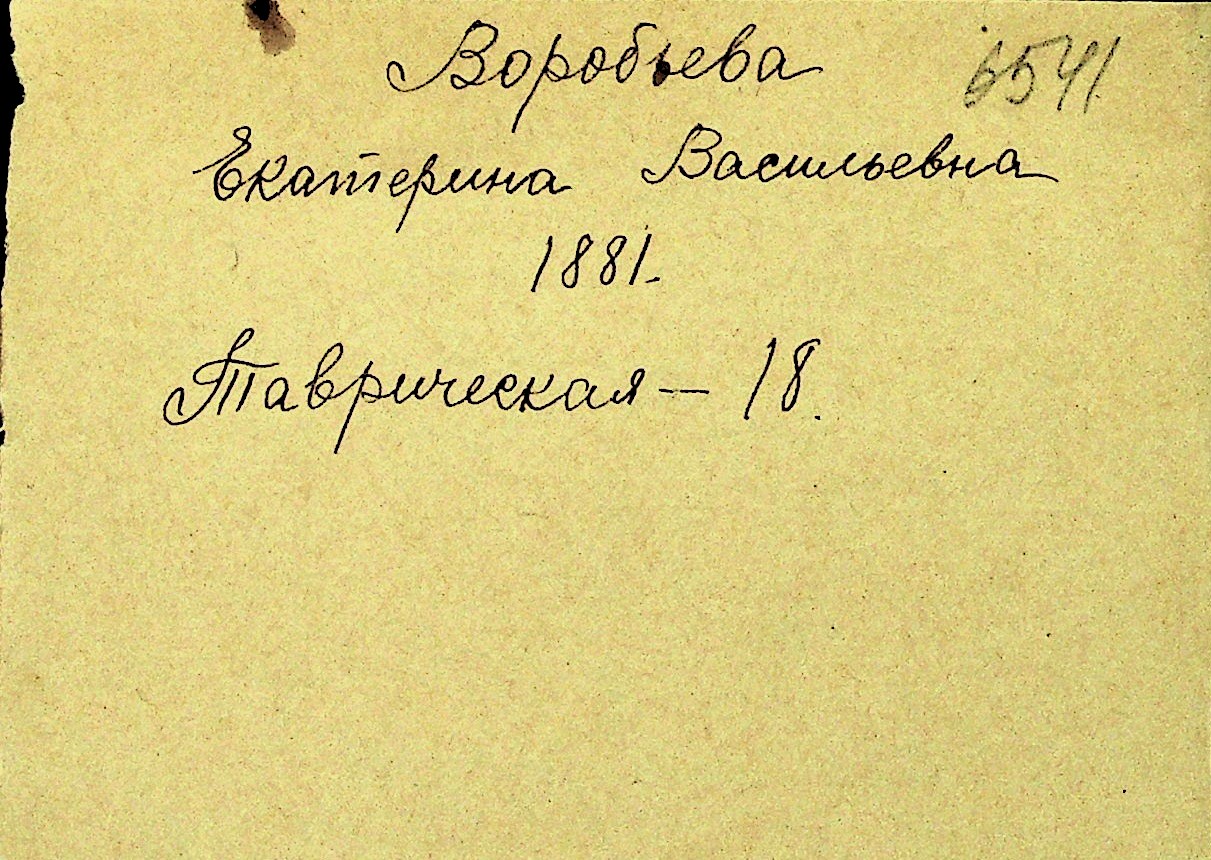 Воробьева 6541
Екатерина Васильевна
1881.
Таврическая — 18.